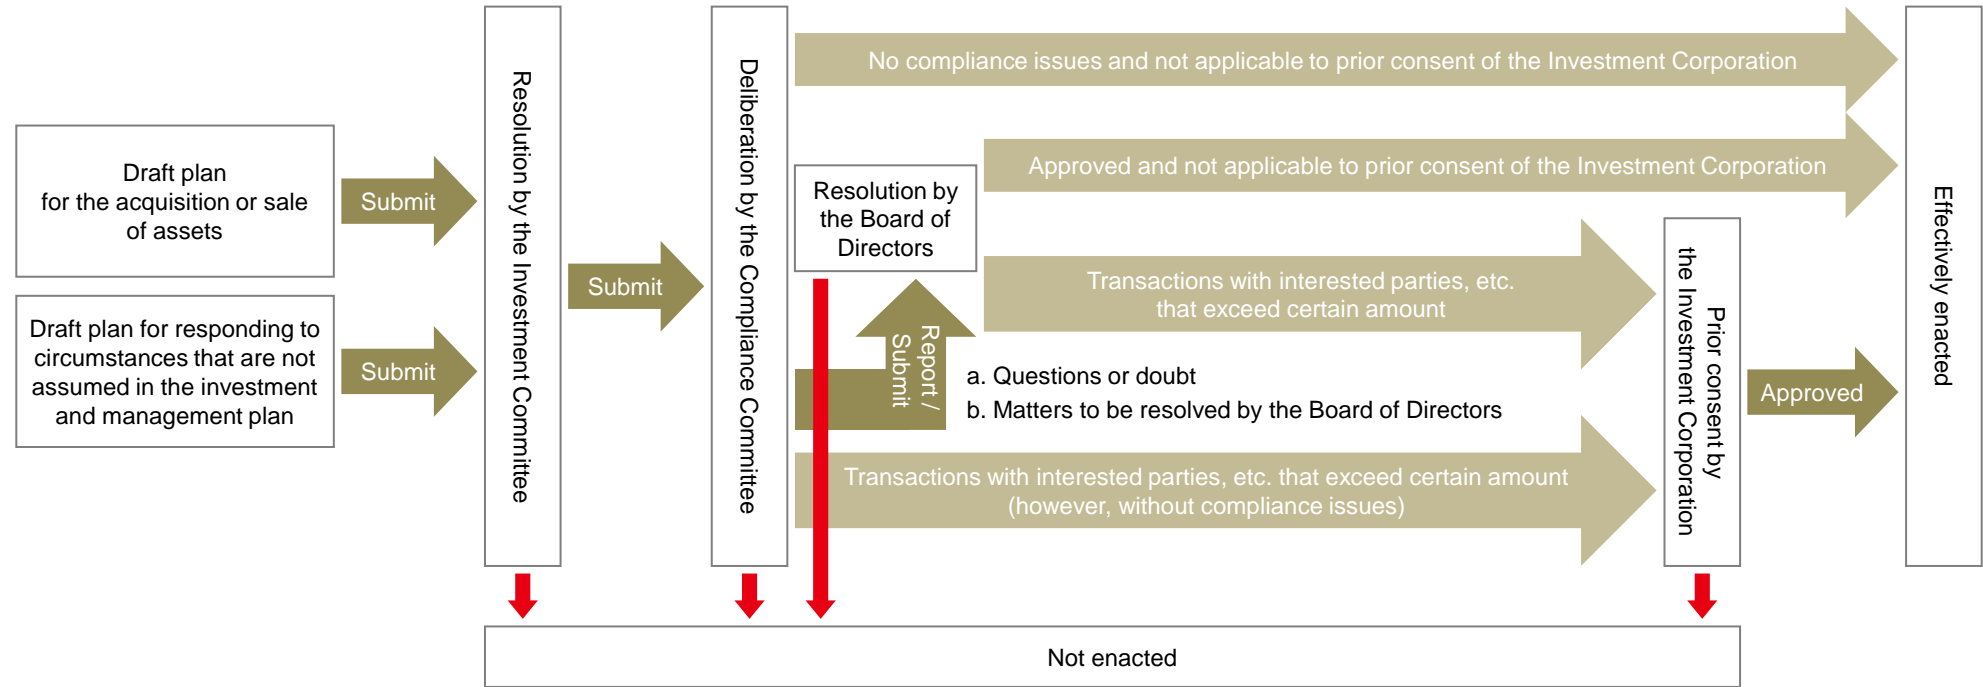 Draft plan
for the acquisition or sale
of assets
Submit
Draft plan for responding to
circumstances that are not
assumed in the investment
and management plan
Submit
Resolution by the Investment Committee
Submit
Deliberation by the Compliance Committee
No compliance issues and not applicable to prior consent of the Investment Corporation
Resolution by
the Board of
Directors
Approved and not applicable to prior consent of the Investment Corporation
Transactions with interested parties, etc.
that exceed certain amount
Report /
Submit
a. Questions or doubt
b. Matters to be resolved by the Board of Directors
Transactions with interested parties, etc. that exceed certain amount
(however, without compliance issues)
Prior consent by
the Investment Corporation
Approved
Effectively enacted
Not enacted